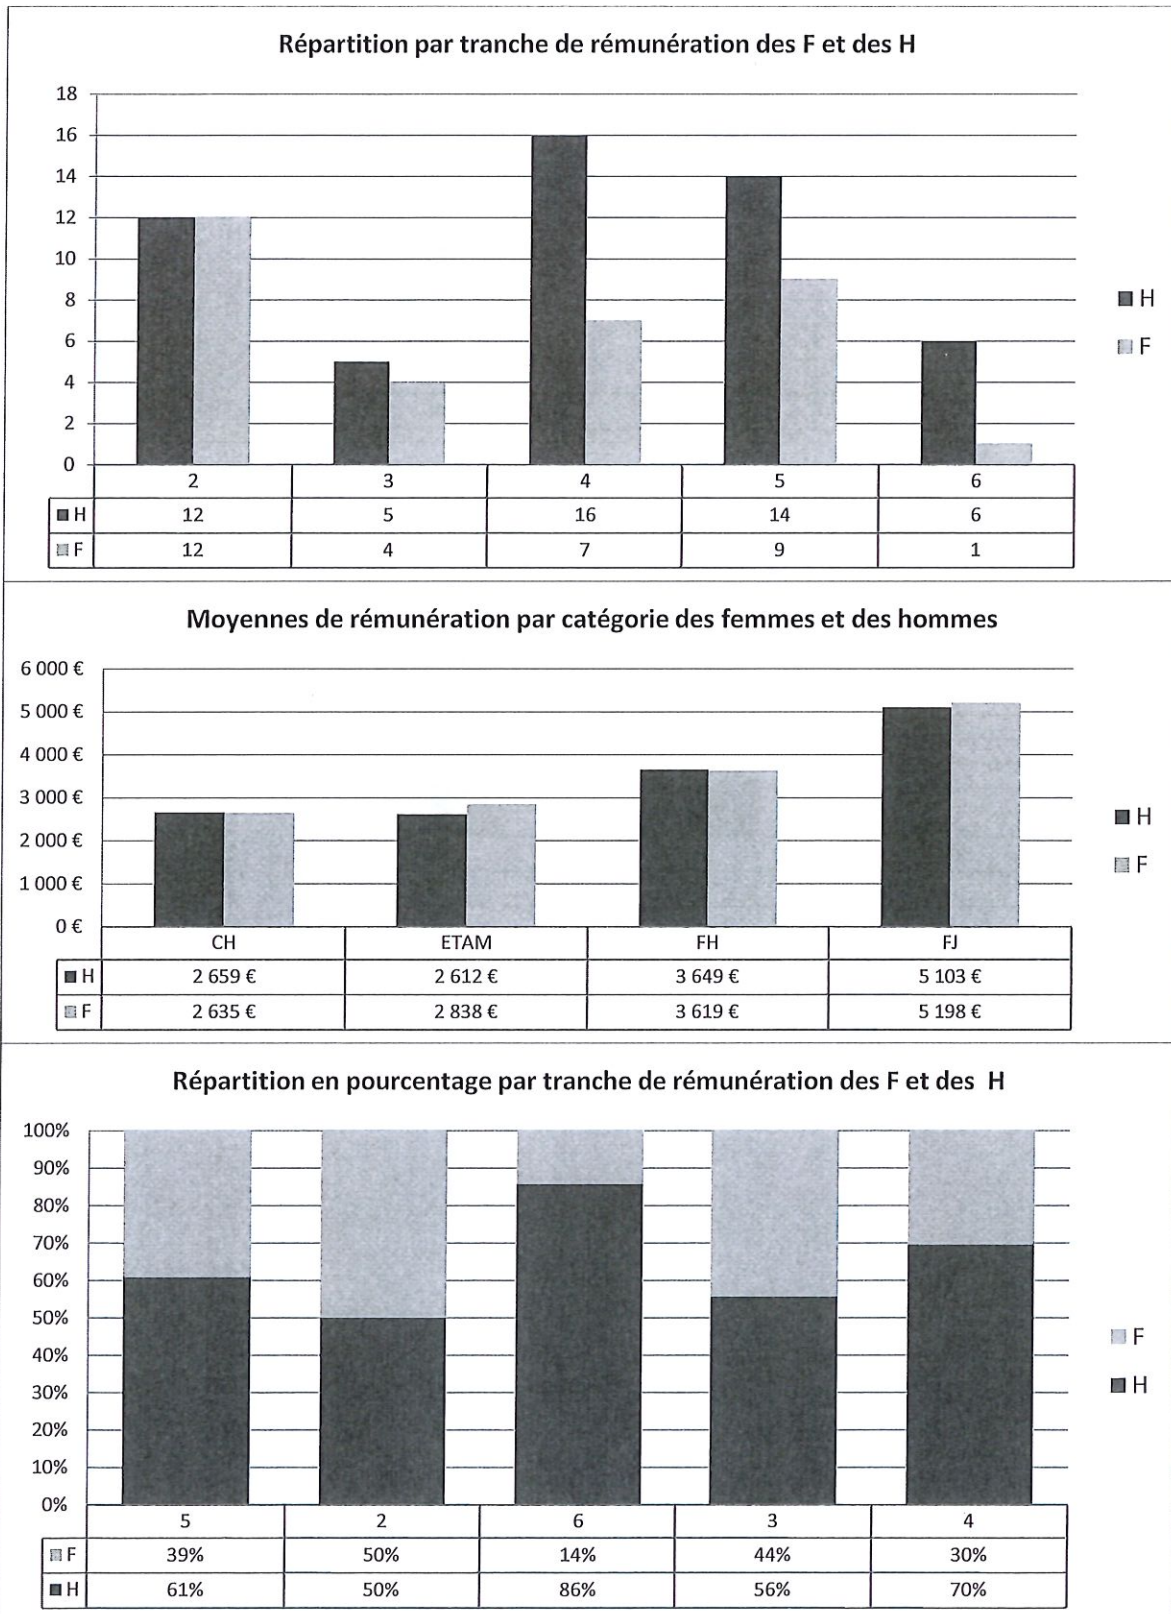 Répartition par tranche de rémunération des F et des H
18
16
14
12
10
8
6
4
2
0
H
F
2 3 4 5 6
H 12 5 16 14 6
F 12 4 7 9 1
Moyennes de rémunération par catégorie des femmes et des hommes
6 000 €
5 000 €
4 000 €
3 000 €
2 000 €
1 000 €
0 €
H
F
CH ETAM FH FJ
H 2 659 € 2 612 € 3 649 € 5 103 €
F 2 635 € 2 838 € 3 619 € 5 198 €
Répartition en pourcentage par tranche de rémunération des F et des H
100%
90%
80%
70%
60%
50%
40%
30%
20%
10%
0%
F
H
5 2 6 3 4
F 39% 50% 14% 44% 30%
H 61% 50% 86% 56% 70%